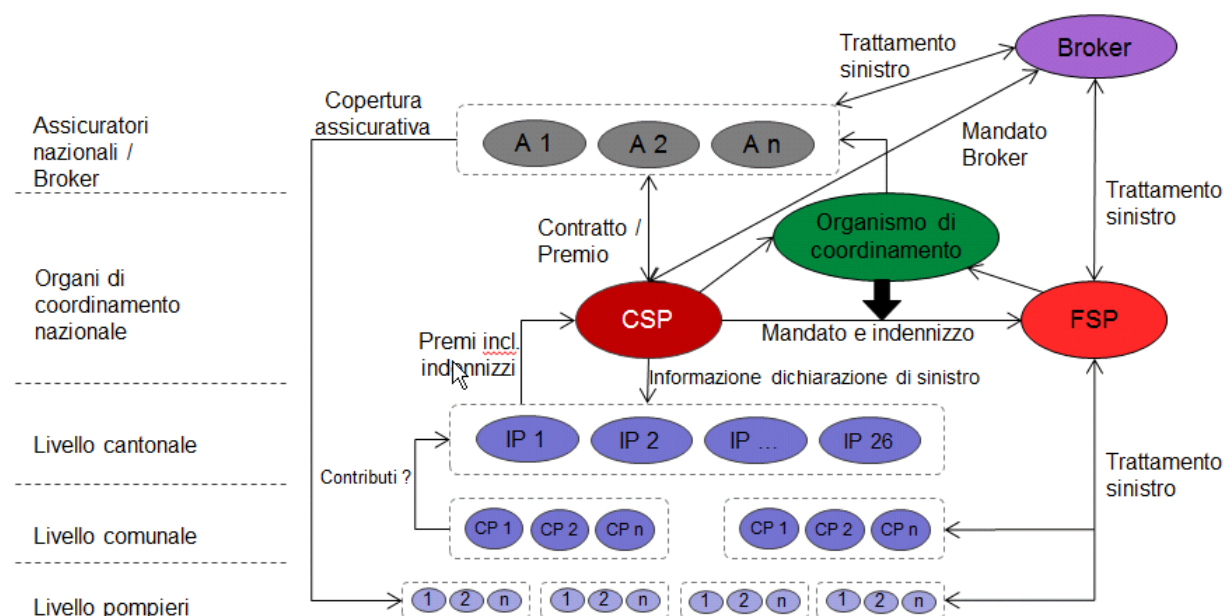 Broker
Trattamento
sinistro
Copertura
assicurativa
Assicuratori
nazionali /
Broker
A 1
A 2
A n
Mandato
Broker
Trattamento
sinistro
Contratto /
Premio
Organismo di
coordinamento
Organi di
coordinamento
nazionale
CSP
FSP
Mandato e indennizzo
Premi incl.
indennizzi
Informazione dichiarazione di sinistro
Livello cantonale
IP 1
IP 2
IP ...
IP 26
Contributi ?
Trattamento
sinistro
Livello comunale
CP 1
CP 2
CP n
CP 1
CP 2
CP n
Livello pompieri
1
2
n
1
2
n
1
2
n
1
2
n